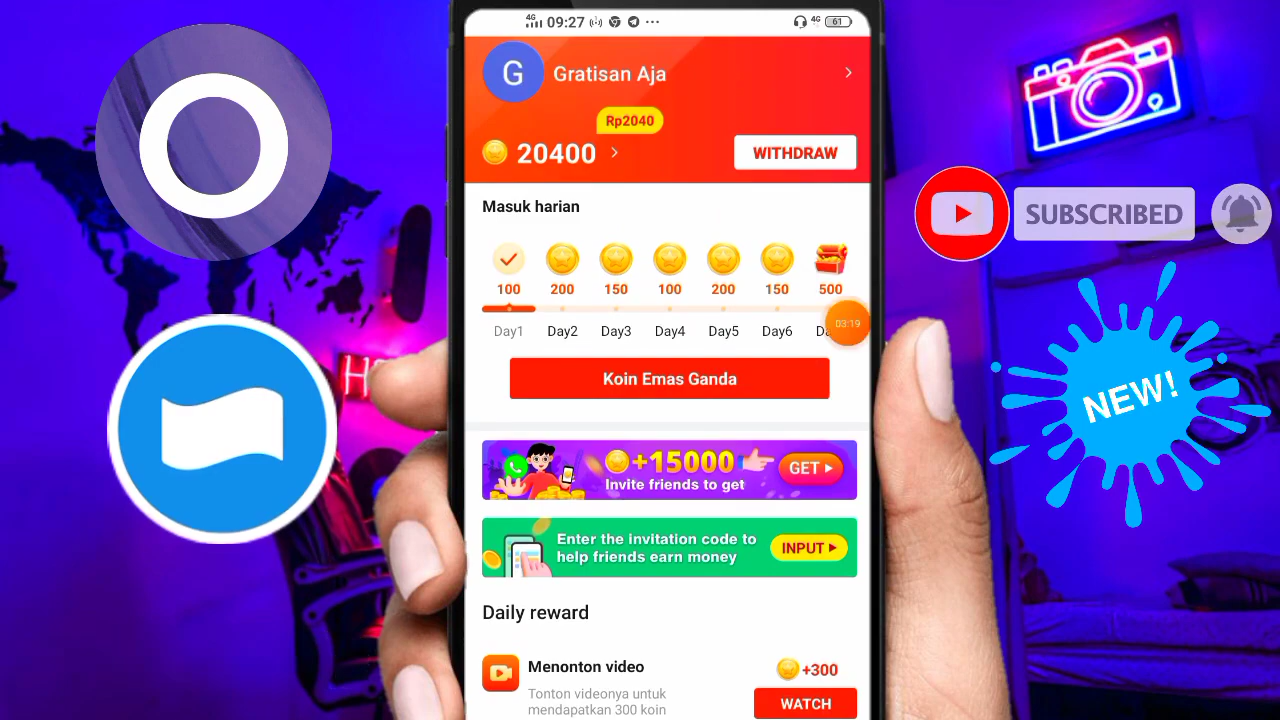 4G 09:27 4G 61
G Gratisan Aja
Rp2040
20400 WITHDRAW
SUBSCRIBED
Masuk harian
100 200 150 100 200 150 500
03:19
Day1 Day2 Day3 Day4 Day5 Day6 D
Koin Emas Ganda
H
NEW!
+15000
Invite friends to get
GET
Enter the invitation code to
help friends earn money
INPUT
Daily reward
Menonton video +300
Tonton videonya untuk
mendapatkan 300 koin
WATCH